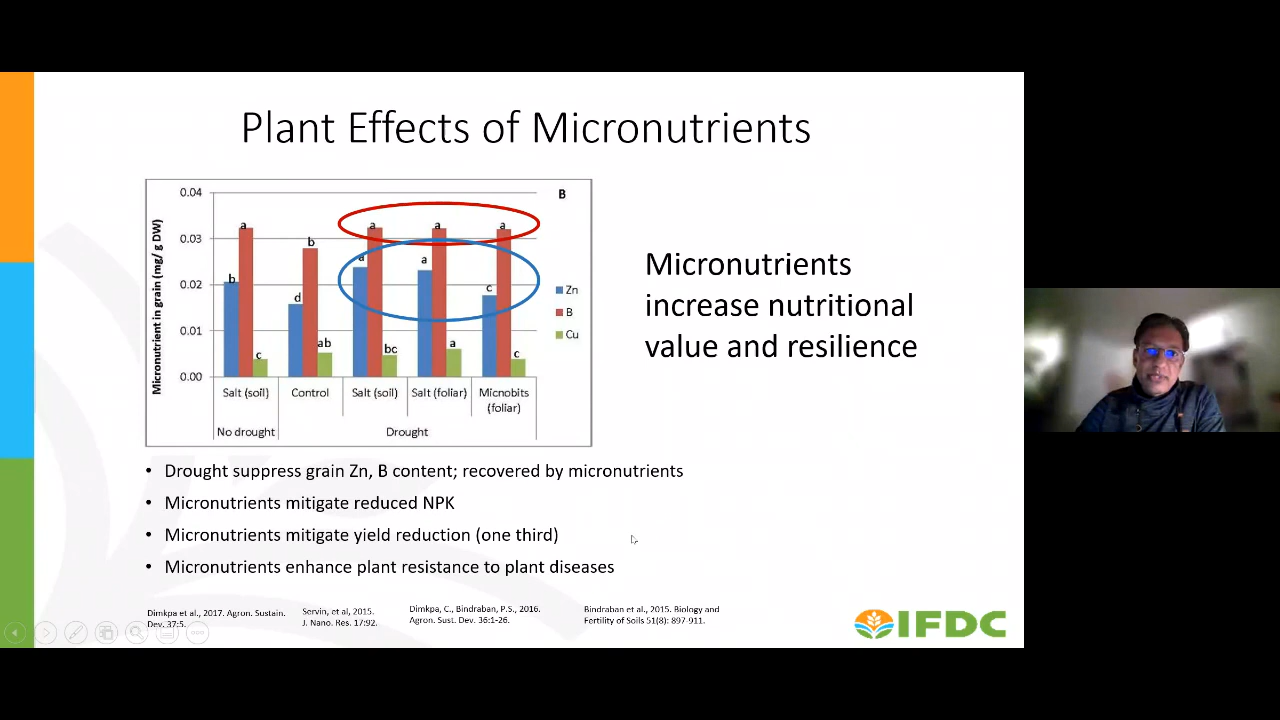 Plant Effects of Micronutrients
Micronutrient in grain (mg/ g DW)
0.04
0.03
0.02
0.01
0.00
B
a
b
a
a
a
b
d
a
a
c
c
ab
bc
a
c
Zn
B
Cu
Salt (soil)
Control
Salt (soil)
Salt (foliar)
Micnobits
(foliar)
No drought
Drought
Micronutrients
increase nutritional
value and resilience
• Drought suppress grain Zn, B content; recovered by micronutrients
• Micronutrients mitigate reduced NPK
• Micronutrients mitigate yield reduction (one third)
• Micronutrients enhance plant resistance to plant diseases
Dimkpa et al., 2017. Agron. Sustain.
Dev. 37:5.
Servin, et al, 2015.
J. Nano. Res. 17:92.
Dimkpa, C., Bindraban, P.S., 2016.
Agron. Sust. Dev. 36:1-26.
Bindraban et al., 2015. Biology and
Fertility of Soils 51(8): 897-911.
IFDC